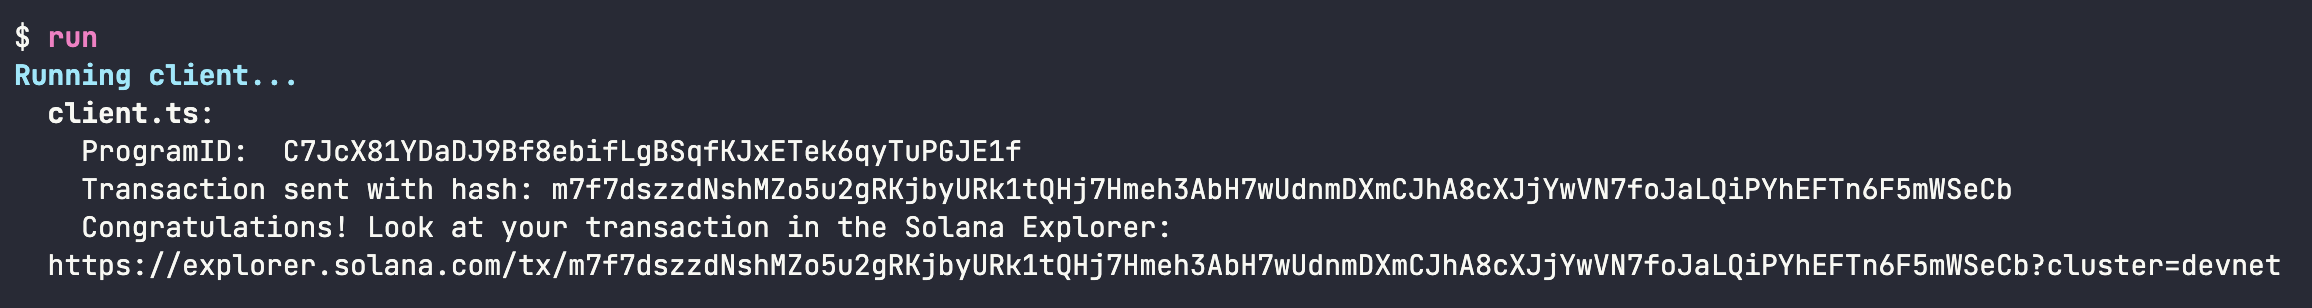 $ run
Running client...
client.ts:
ProgramID:  C7JcX81YDaDJ9Bf8ebifLgBSqfKJxETek6qyTuPGJE1f
Transaction sent with hash: m7f7dszzdNshMZo5u2gRKjbyURk1tQHj7Hmeh3AbH7wUdnmDXmCJhA8cXJjYwVN7foJaLQiPYhEFTn6F5mWSeCb
Congratulations! Look at your transaction in the Solana Explorer:
https://explorer.solana.com/tx/m7f7dszzdNshMZo5u2gRKjbyURk1tQHj7Hmeh3AbH7wUdnmDXmCJhA8cXJjYwVN7foJaLQiPYhEFTn6F5mWSeCb?cluster=devnet